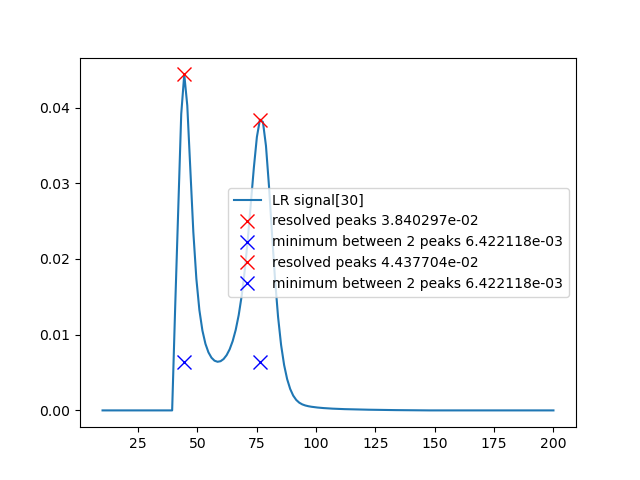 0.04
0.03
0.02
0.01
0.00
LR signal[30]
resolved peaks 3.840297e-02
minimum between 2 peaks 6.422118e-03
resolved peaks 4.437704e-02
minimum between 2 peaks 6.422118e-03
25 50 75 100 125 150 175 200